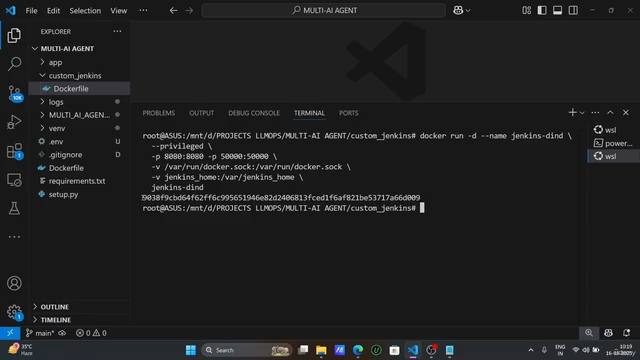 File Edit Selection View ···
MULTI-AI AGENT
EXPLORER ···
MULTI-AI AGENT
app
custom_jenkins
Dockerfile
logs
MULTI_AI_AGEN...
venv
.env
.gitignore
Dockerfile
requirements.txt
setup.py
OUTLINE
TIMELINE
PROBLEMS OUTPUT DEBUG CONSOLE TERMINAL PORTS
root@ASUS:/mnt/d/PROJECTS LLMOPS/MULTI-AI AGENT/custom_jenkins# docker run -d --name jenkins-dind \
--privileged \
-p 8080:8080 -p 50000:50000 \
-v /var/run/docker.sock:/var/run/docker.sock \
-v jenkins_home:/var/jenkins_home \
jenkins-dind
9038f9cbd64f62ff6c995651946e82d2406813fced1f6af821be53717a66d009
root@ASUS:/mnt/d/PROJECTS LLMOPS/MULTI-AI AGENT/custom_jenkins#
wsl
power...
wsl
main*
0 0
35°C
Haze
Search
ENG
IN
10:19